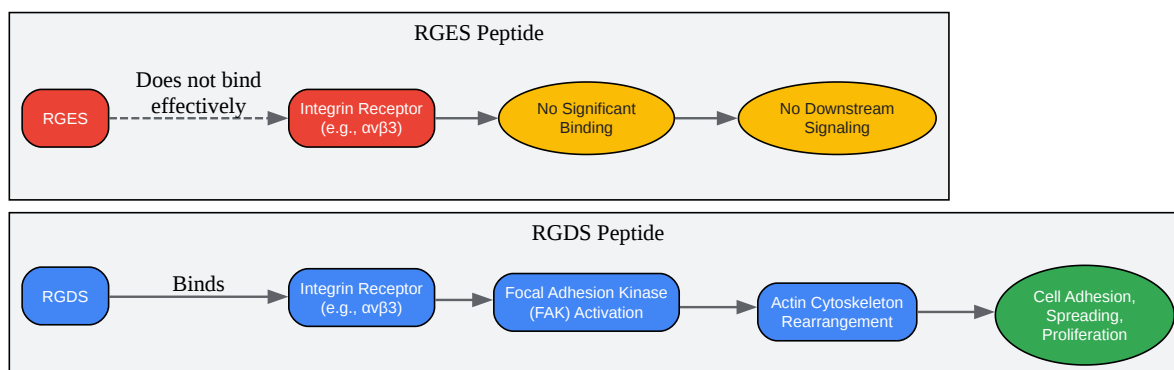 RGES Peptide
Does not bind
effectively
RGES
Integrin Receptor
(e.g., αvβ3)
No Significant
Binding
No Downstream
Signaling
RGDS Peptide
RGDS
Binds
Integrin Receptor
(e.g., αvβ3)
Focal Adhesion Kinase
(FAK) Activation
Actin Cytoskeleton
Rearrangement
Cell Adhesion,
Spreading,
Proliferation